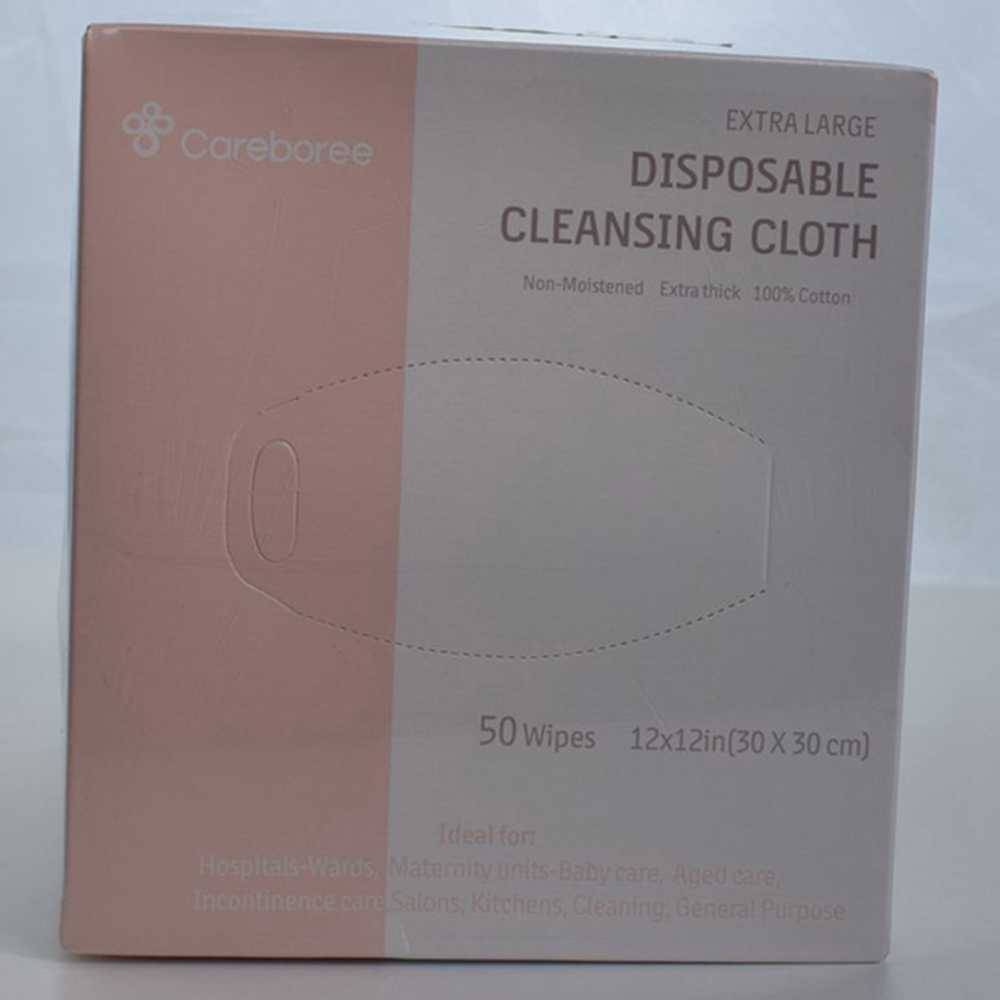 Careboree
EXTRA LARGE
DISPOSABLE
CLEANSING CLOTH
Non-Moistened Extra thick 100% Cotton
50 Wipes 12x12in(30 X 30 cm)
Ideal for:
Hospitals-Wards, Maternity units-Baby care, Aged care,
Incontinence care Salons, Kitchens, Cleaning, General Purpose